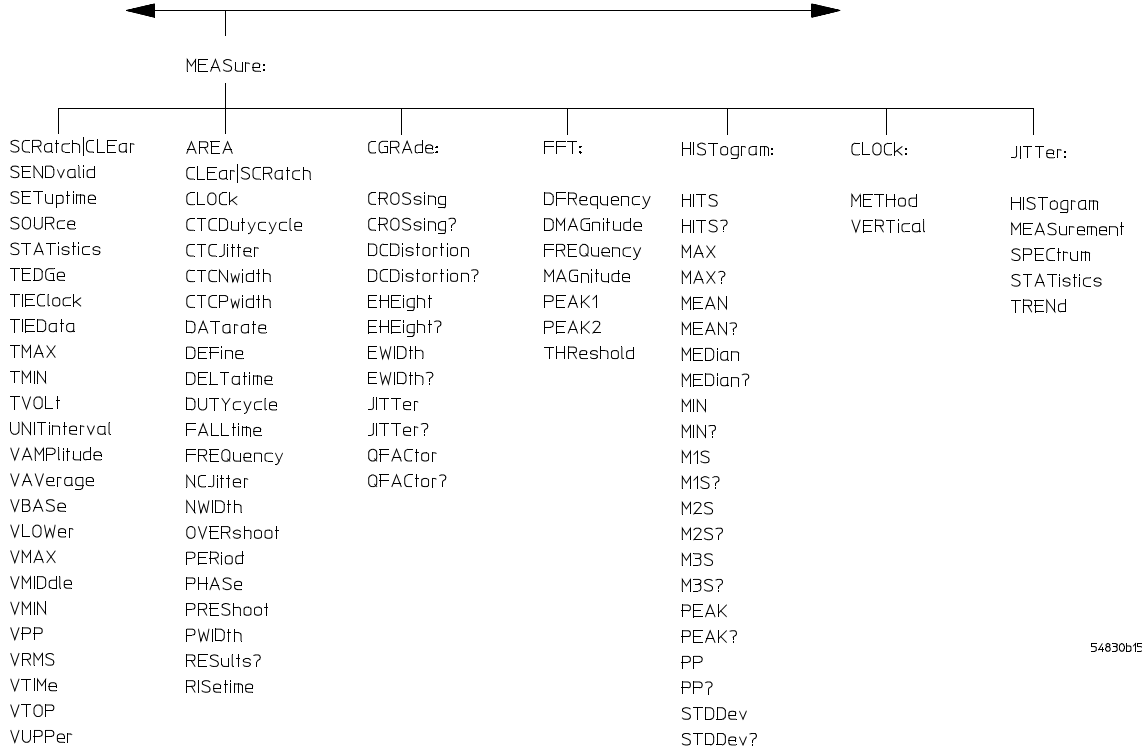 MEASure:
SCRatch|CLEar
SENDvalid
SETuptime
SOURce
STATistics
TEDGe
TIEClock
TIEData
TMAX
TMIN
TVOLt
UNITinterval
VAMPlitude
VAVerage
VBASe
VLOWer
VMAX
VMIDdle
VMIN
VPP
VRMS
VTIMe
VTOP
VUPPer
AREA
CLEar|SCRatch
CLOCk
CTCDutycycle
CTCJitter
CTCNwidth
CTCPwidth
DATarate
DEFine
DELTatime
DUTYcycle
FALLtime
FREQuency
NCJitter
NWIDth
OVERshoot
PERiod
PHASe
PREShoot
PWIDth
RESults?
RISetime
CGRAde:
CROSsing
CROSsing?
DCDistortion
DCDistortion?
EHEight
EHEight?
EWIDth
EWIDth?
JITTer
JITTer?
QFACtor
QFACtor?
FFT:
DFRequency
DMAGnitude
FREQuency
MAGnitude
PEAK1
PEAK2
THReshold
HISTogram:
HITS
HITS?
MAX
MAX?
MEAN
MEAN?
MEDian
MEDian?
MIN
MIN?
M1S
M1S?
M2S
M2S?
M3S
M3S?
PEAK
PEAK?
PP
PP?
STDDev
STDDev?
CLOCk:
METHod
VERTical
JITTer:
HISTogram
MEASurement
SPECtrum
STATistics
TRENd
54830b15